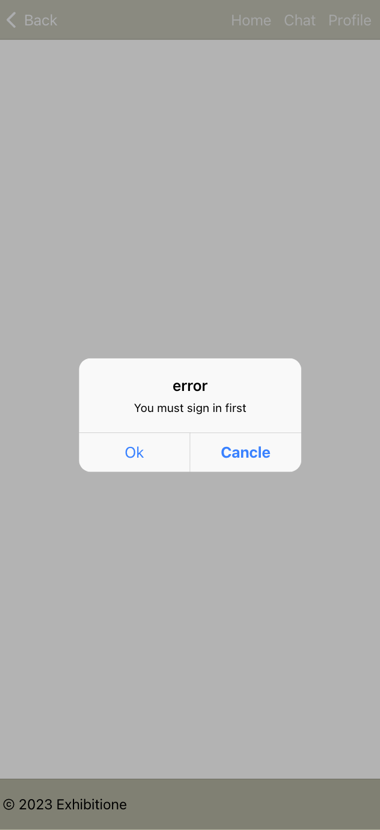 Back Home Chat Profile
error
You must sign in first
Ok Cancle
© 2023 Exhibitione